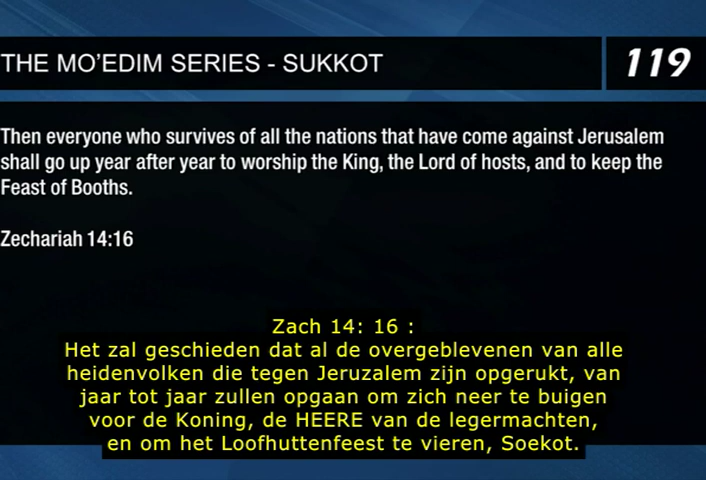 THE MO'EDIM SERIES - SUKKOT
119
Then everyone who survives of all the nations that have come against Jerusalem
shall go up year after year to worship the King, the Lord of hosts, and to keep the
Feast of Booths.
Zechariah 14:16
Zach 14: 16 :
Het zal geschieden dat al de overgeblevenen van alle
heidenvolken die tegen Jeruzalem zijn opgerukt, van
jaar tot jaar zullen opgaan om zich neer te buigen
voor de Koning, de HEERE van de legermachten,
en om het Loofhuttenfeest te vieren, Soekot.